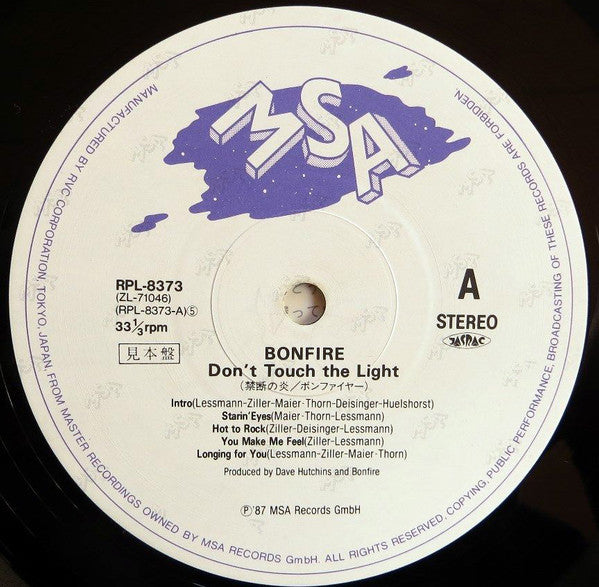 MANUFACTURED BY RVC CORPORATION, TOKYO, JAPAN, FROM MASTER RECORDINGS OWNED BY MSA RECORDS GmbH. ALL RIGHTS RESERVED. COPYING, PUBLIC PERFORMANCE, BROADCASTING OF THESE RECORDS ARE FORBIDDEN.
MSA
RPL-8373
(ZL-71046)
(RPL-8373-A)⑤
33⅓rpm
見本盤
A
STEREO
JASRAC
BONFIRE
Don't Touch the Light
(禁断の炎/ボンファイヤー)
Intro(Lessmann-Ziller-Maier-Thorn-Deisinger-Huelshorst)
Starin'Eyes(Maier-Thorn-Lessmann)
Hot to Rock(Ziller-Deisinger-Lessmann)
You Make Me Feel(Ziller-Lessmann)
Longing for You(Lessmann-Ziller-Maier-Thorn)
Produced by Dave Hutchins and Bonfire
Ⓟ'87 MSA Records GmbH